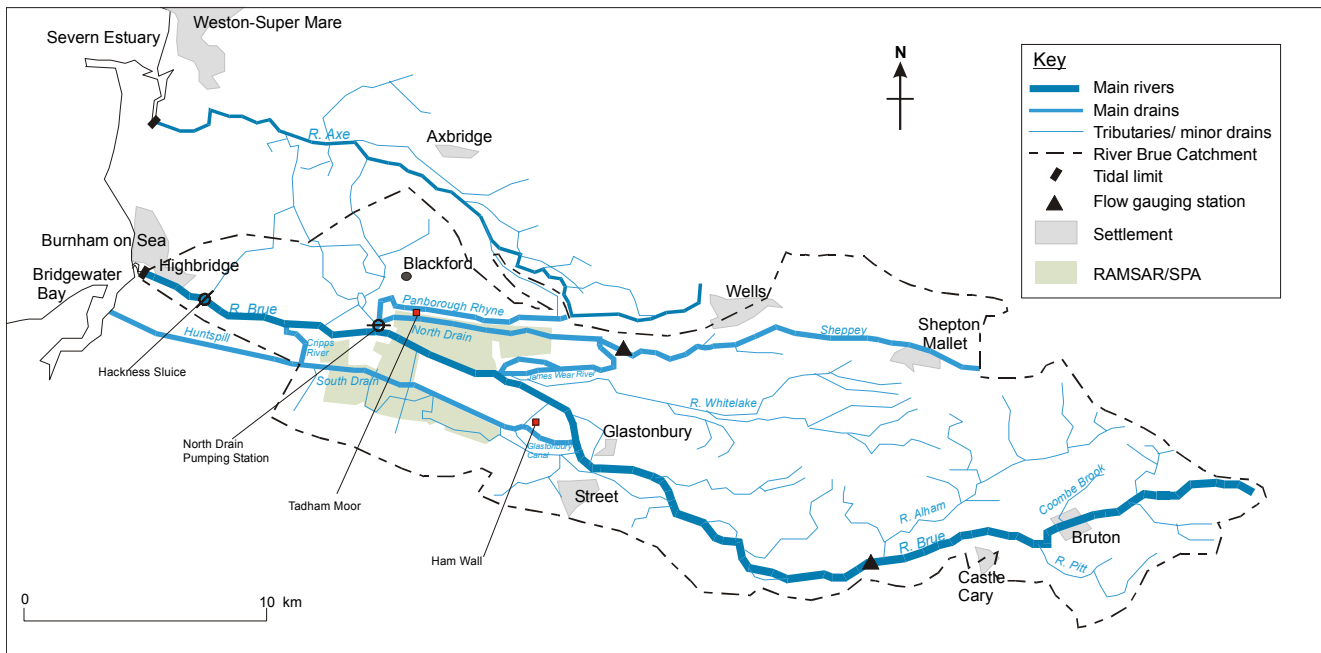 Weston-Super Mare
Severn Estuary
N
Key
Main rivers
Main drains
Tributaries/ minor drains
River Brue Catchment
Tidal limit
Flow gauging station
Settlement
RAMSAR/SPA
R. Axe
Axbridge
Burnham on Sea
Highbridge
Bridgewater
Bay
Blackford
Wells
R. Brue
Panborough Rhyne
North Drain
Huntspill
Cripps
River
Sheppey
Shepton
Mallet
Hackness Sluice
South Drain
James Wear River
R. Whitelake
North Drain
Pumping Station
Glastonbury
Glastonbury
Canal
Street
Tadham Moor
Ham Wall
R. Alham
Coombe Brook
R. Brue
Bruton
R. Pitt
Castle
Cary
0
10 km